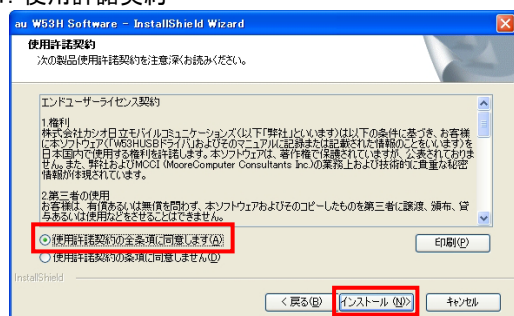 使用許諾契約
au W53H Software - InstallShield Wizard
使用許諾契約
次の製品使用許諾契約を注意深くお読みください。
エンドユーザーライセンス契約
1.権利
株式会社カシオ日立モバイルコミュニケーションズ(以下「弊社」といいます)は以下の条件に基づき、お客様
に本ソフトウェア(「W53HUSBドライバ」)およびそのマニュアルに記録または記載された情報のことをいいます)を
日本国内で使用する権利を許諾します。本ソフトウェアは、著作権で保護されていますが、公表されておりま
せん。また、弊社およびMCCI (MooreComputer Consultants Inc.)の業務上および技術的に貴重な秘密
情報が体現されています。
2.第三者の使用
お客様は、有償あるいは無償を問わず、本ソフトウェアおよびそのコピーしたものを第三者に譲渡、頒布、貸
与あるいは使用などをさせることはできません。
使用許諾契約の全条項に同意します(A)
印刷(P)
使用許諾契約の条項に同意しません(D)
InstallShield
< 戻る(B)
インストール (N)>
キャンセル